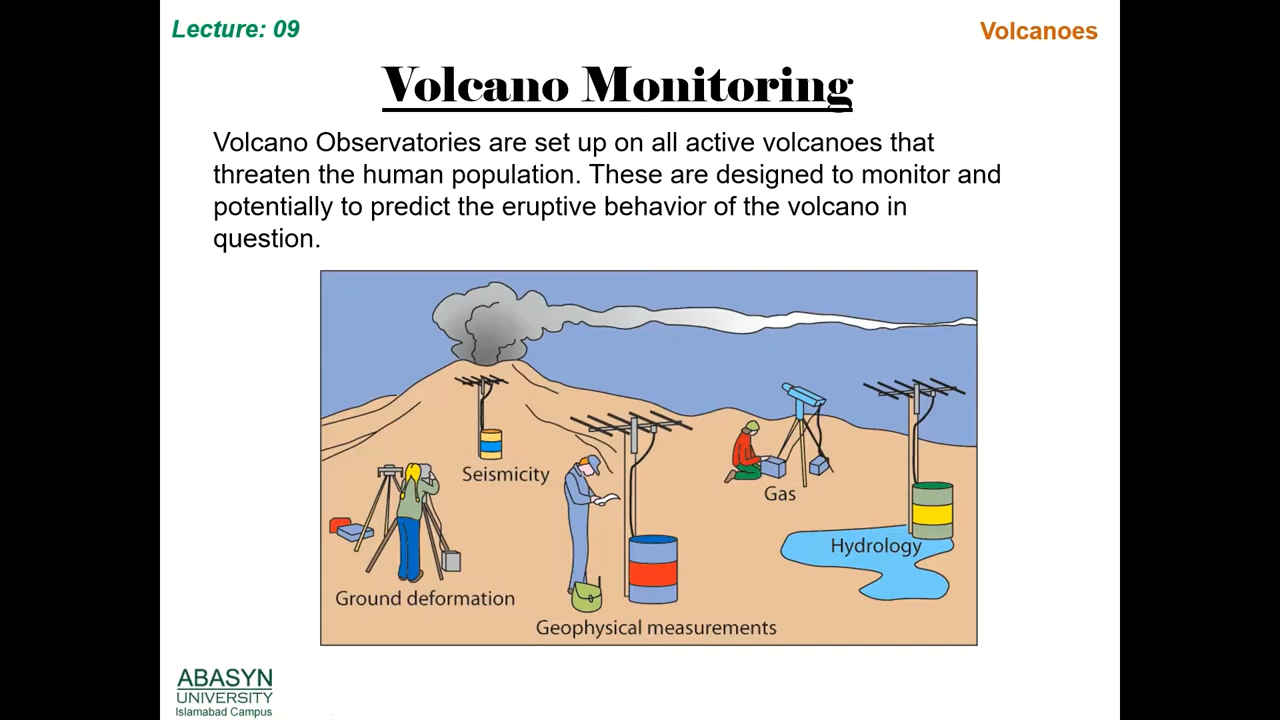 Lecture: 09
Volcanoes
Volcano Monitoring
Volcano Observatories are set up on all active volcanoes that
threaten the human population. These are designed to monitor and
potentially to predict the eruptive behavior of the volcano in
question.
Seismicity
Gas
Hydrology
Ground deformation
Geophysical measurements
ABASYN
UNIVERSITY
Islamabad Campus